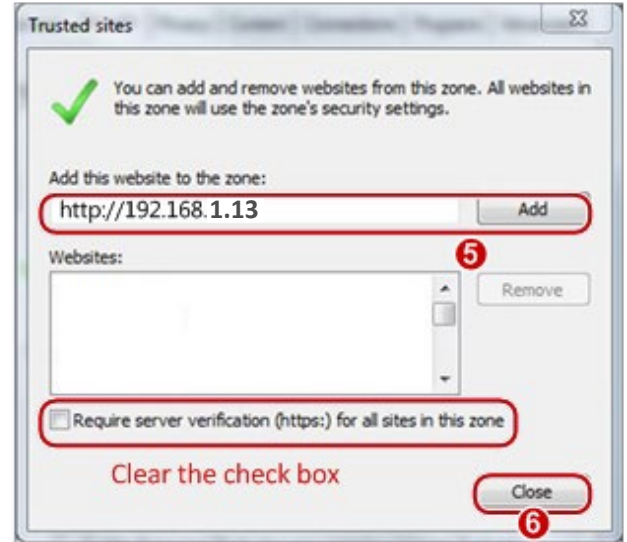 Trusted sites
You can add and remove websites from this zone. All websites in
this zone will use the zone's security settings.
Add this website to the zone:
http://192.168.1.13
Add
5
Websites:
Remove
Require server verification (https:) for all sites in this zone
Clear the check box
Close
6